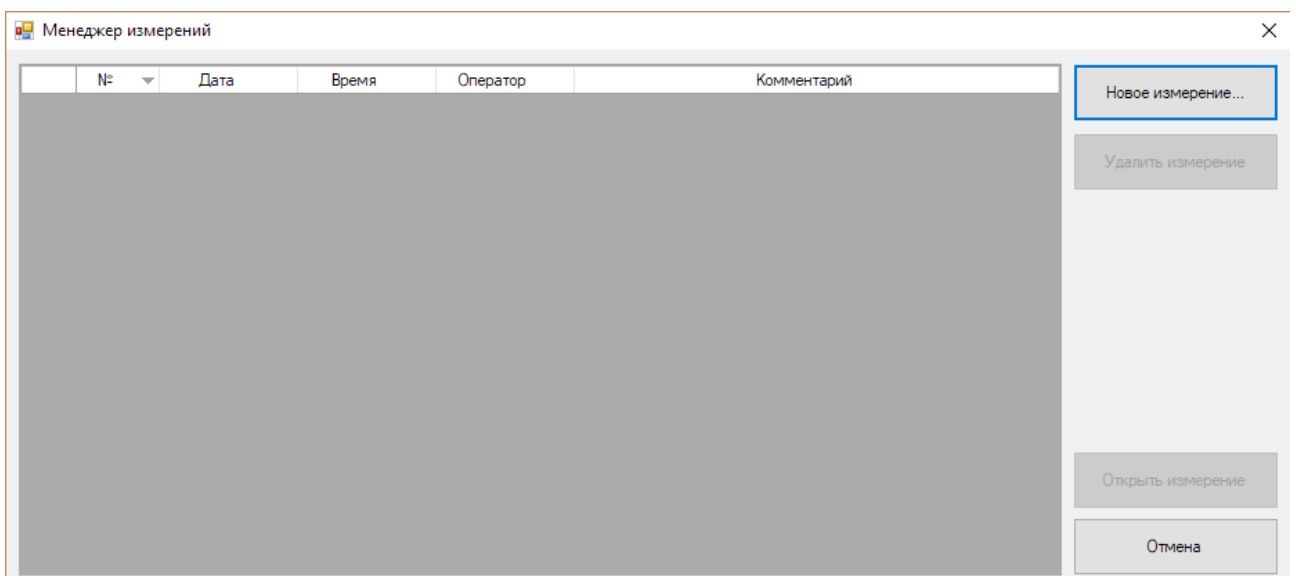 Менеджер измерений
№ Дата Время Оператор Комментарий
Новое измерение...
Удалить измерение
Открыть измерение
Отмена